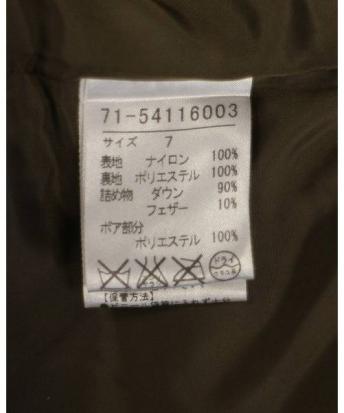 71-54116003
サイズ 7
表地 ナイロン 100%
裏地 ポリエステル 100%
詰め物 ダウン 90%
フェザー 10%
ボア部分
ポリエステル 100%
ドライ
【保管方法】